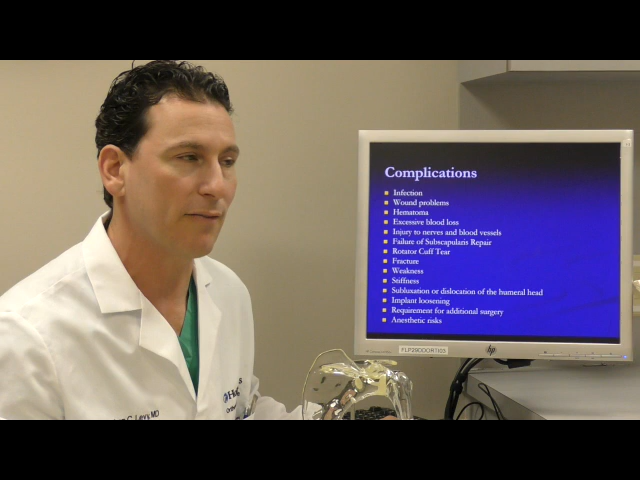 Complications
Infection
Wound problems
Hematoma
Excessive blood loss
Injury to nerves and blood vessels
Failure of Subscapularis Repair
Rotator Cuff Tear
Fracture
Weakness
Stiffness
Subluxation or dislocation of the humeral head
Implant loosening
Requirement for additional surgery
Anesthetic risks
hp
MD